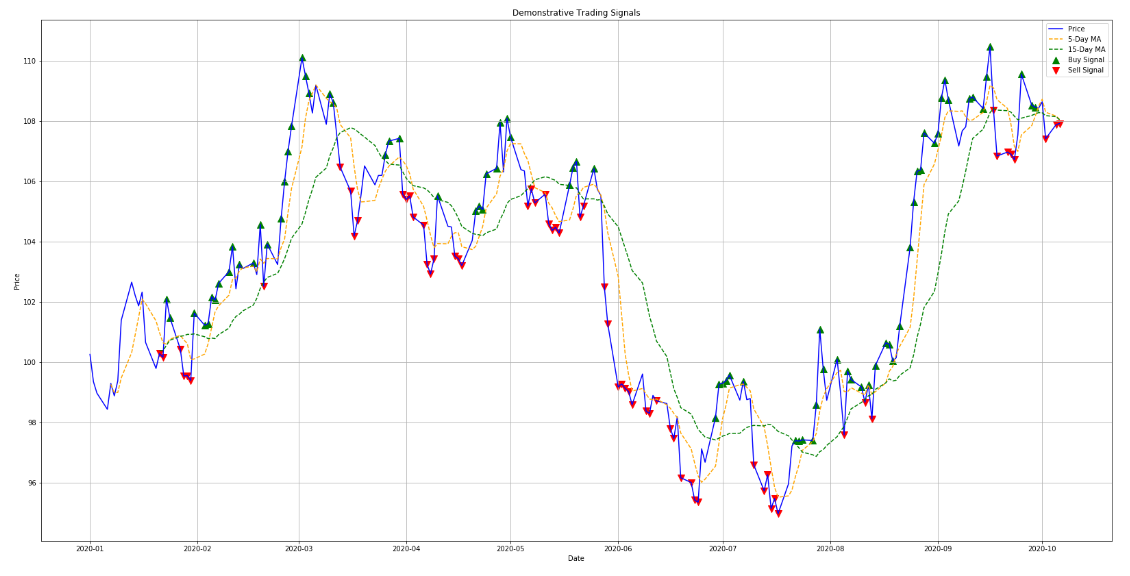 Demonstrative Trading Signals
Price
5-Day MA
15-Day MA
Buy Signal
Sell Signal
110
108
106
104
102
100
98
96
Price
2020-01
2020-02
2020-03
2020-04
2020-05
2020-06
2020-07
2020-08
2020-09
2020-10
Date